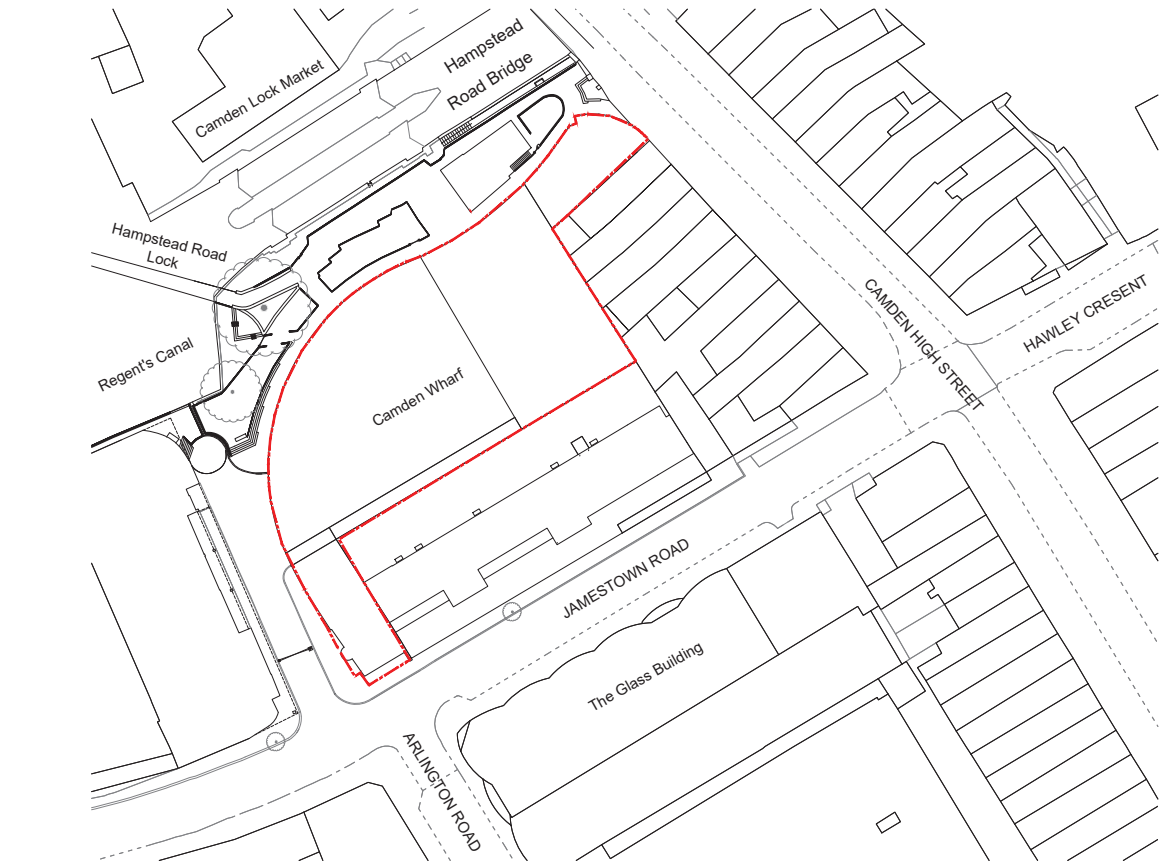 Hampstead
Road Bridge
Camden Lock Market
Hampstead Road
Lock
Regent's Canal
Camden Wharf
CAMDEN HIGH STREET
HAWLEY CRESENT
JAMESTOWN ROAD
The Glass Building
ARLINGTON ROAD